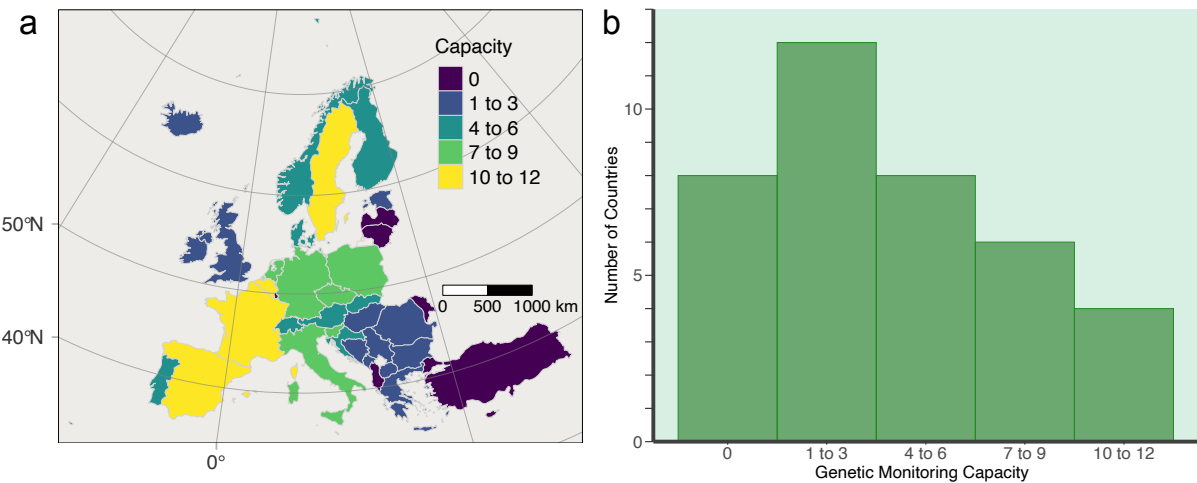 a
Capacity
0
1 to 3
4 to 6
7 to 9
10 to 12
50°N
40°N
0 500 1000 km
0°
b
Number of Countries
10
5
0
0 1 to 3 4 to 6 7 to 9 10 to 12
Genetic Monitoring Capacity